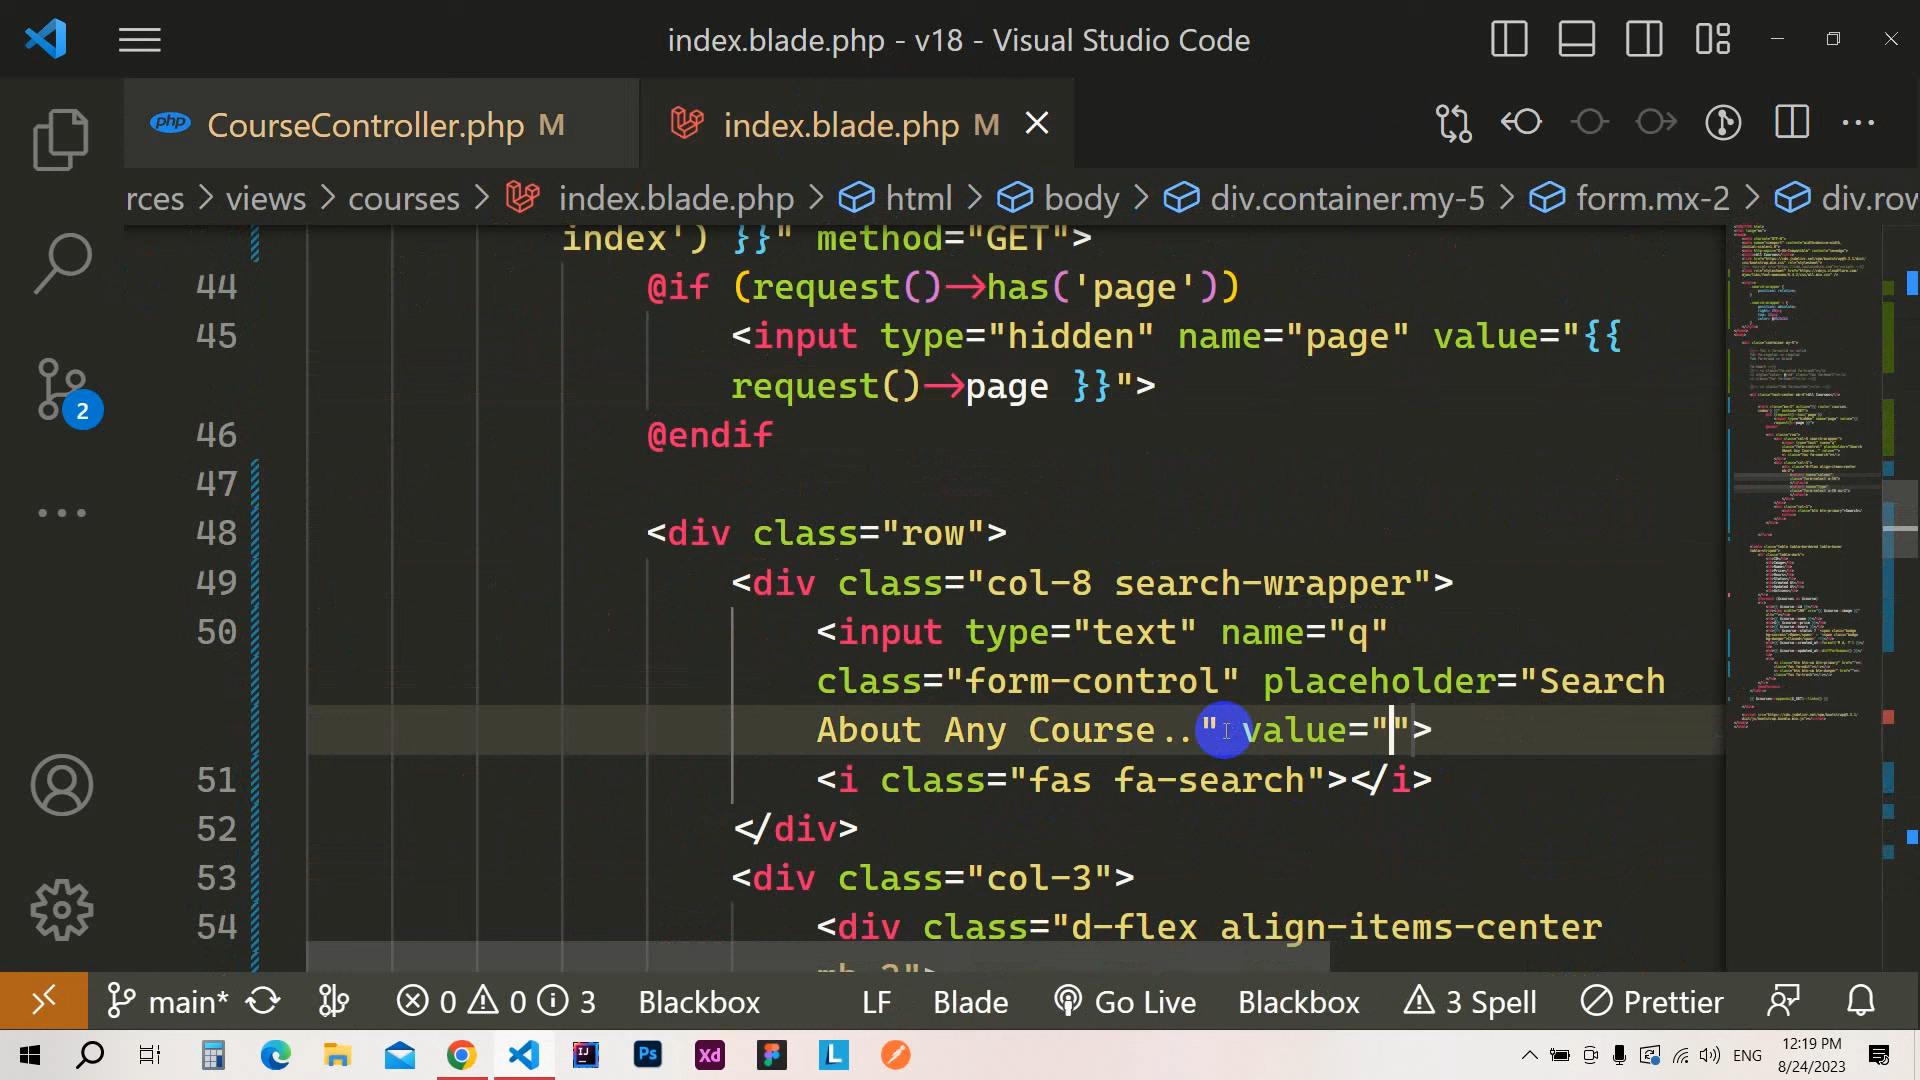 index.blade.php - v18 - Visual Studio Code
php CourseController.php M
index.blade.php M
rces > views > courses > index.blade.php > html > body > div.container.my-5 > form.mx-2 > div.row
index') }}" method="GET">
44 @if (request()->has('page'))
45 <input type="hidden" name="page" value="{{
request()->page }}">
46 @endif
47
48 <div class="row">
49 <div class="col-8 search-wrapper">
50 <input type="text" name="q"
class="form-control" placeholder="Search
About Any Course.." value="">
51 <i class="fas fa-search"></i>
52 </div>
53 <div class="col-3">
54 <div class="d-flex align-items-center
mb-2">
2
main* 0 0 3 Blackbox LF Blade Go Live Blackbox 3 Spell Prettier
Ps Xd L ENG
12:19 PM
8/24/2023